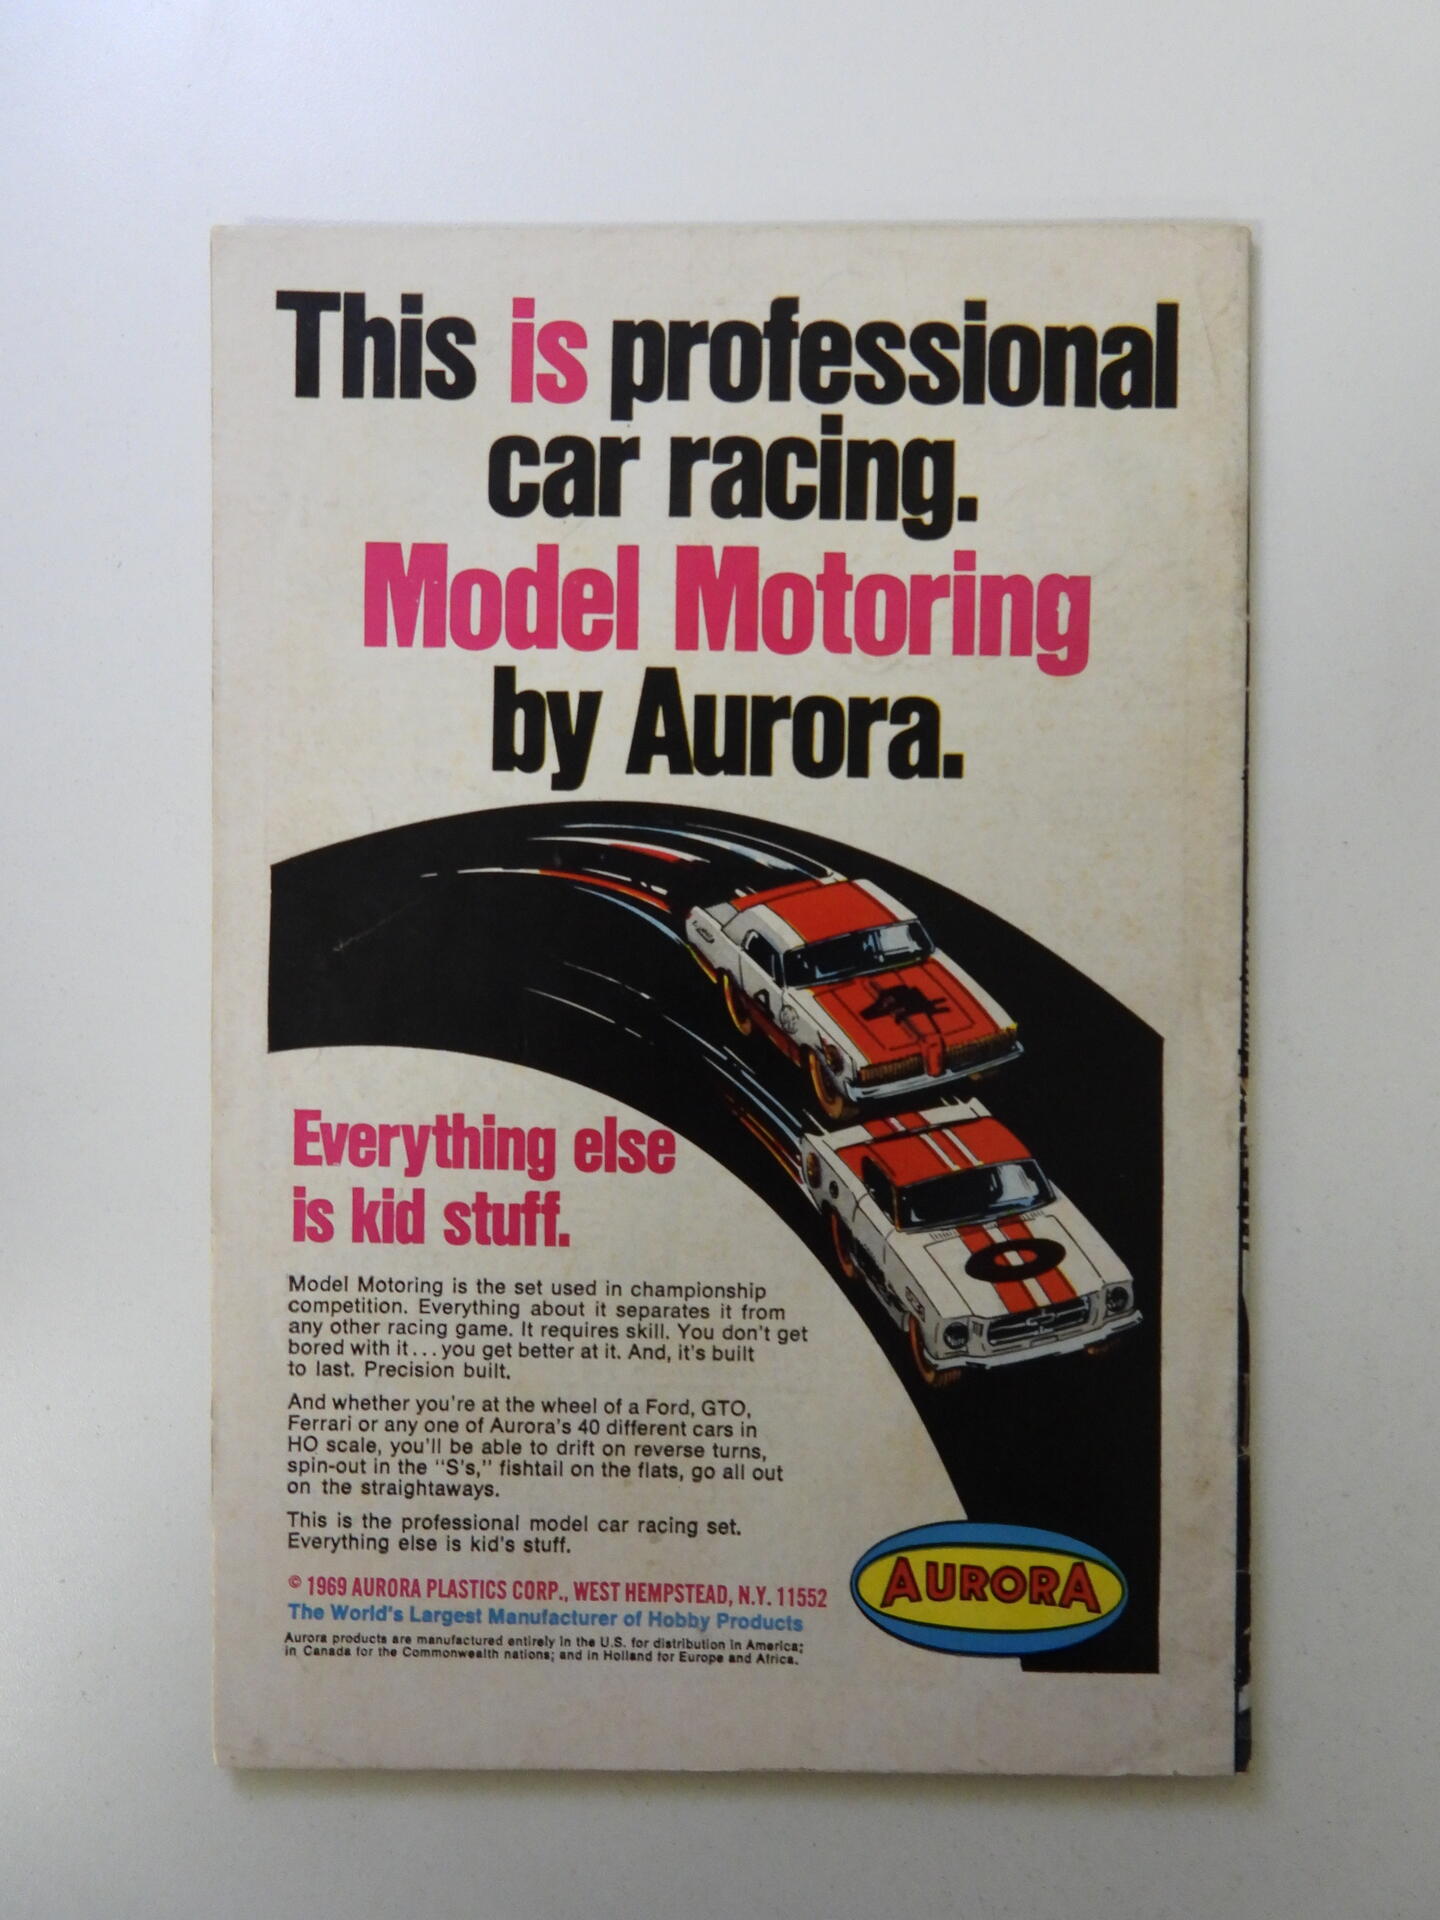 This is professional
car racing.
Model Motoring
by Aurora.
Everything else
is kid stuff.
Model Motoring is the set used in championship
competition. Everything about it separates it from
any other racing game. It requires skill. You don't get
bored with it...you get better at it. And, it's built
to last. Precision built.
And whether you're at the wheel of a Ford, GTO,
Ferrari or any one of Aurora's 40 different cars in
HO scale, you'll be able to drift on reverse turns,
spin-out in the "S's," fishtail on the flats, go all out
on the straightaways.
This is the professional model car racing set.
Everything else is kid's stuff.
© 1969 AURORA PLASTICS CORP., WEST HEMPSTEAD, N.Y. 11552
The World's Largest Manufacturer of Hobby Products
Aurora products are manufactured entirely in the U.S. for distribution in America;
in Canada for the Commonwealth nations; and in Holland for Europe and Africa.
AURORA